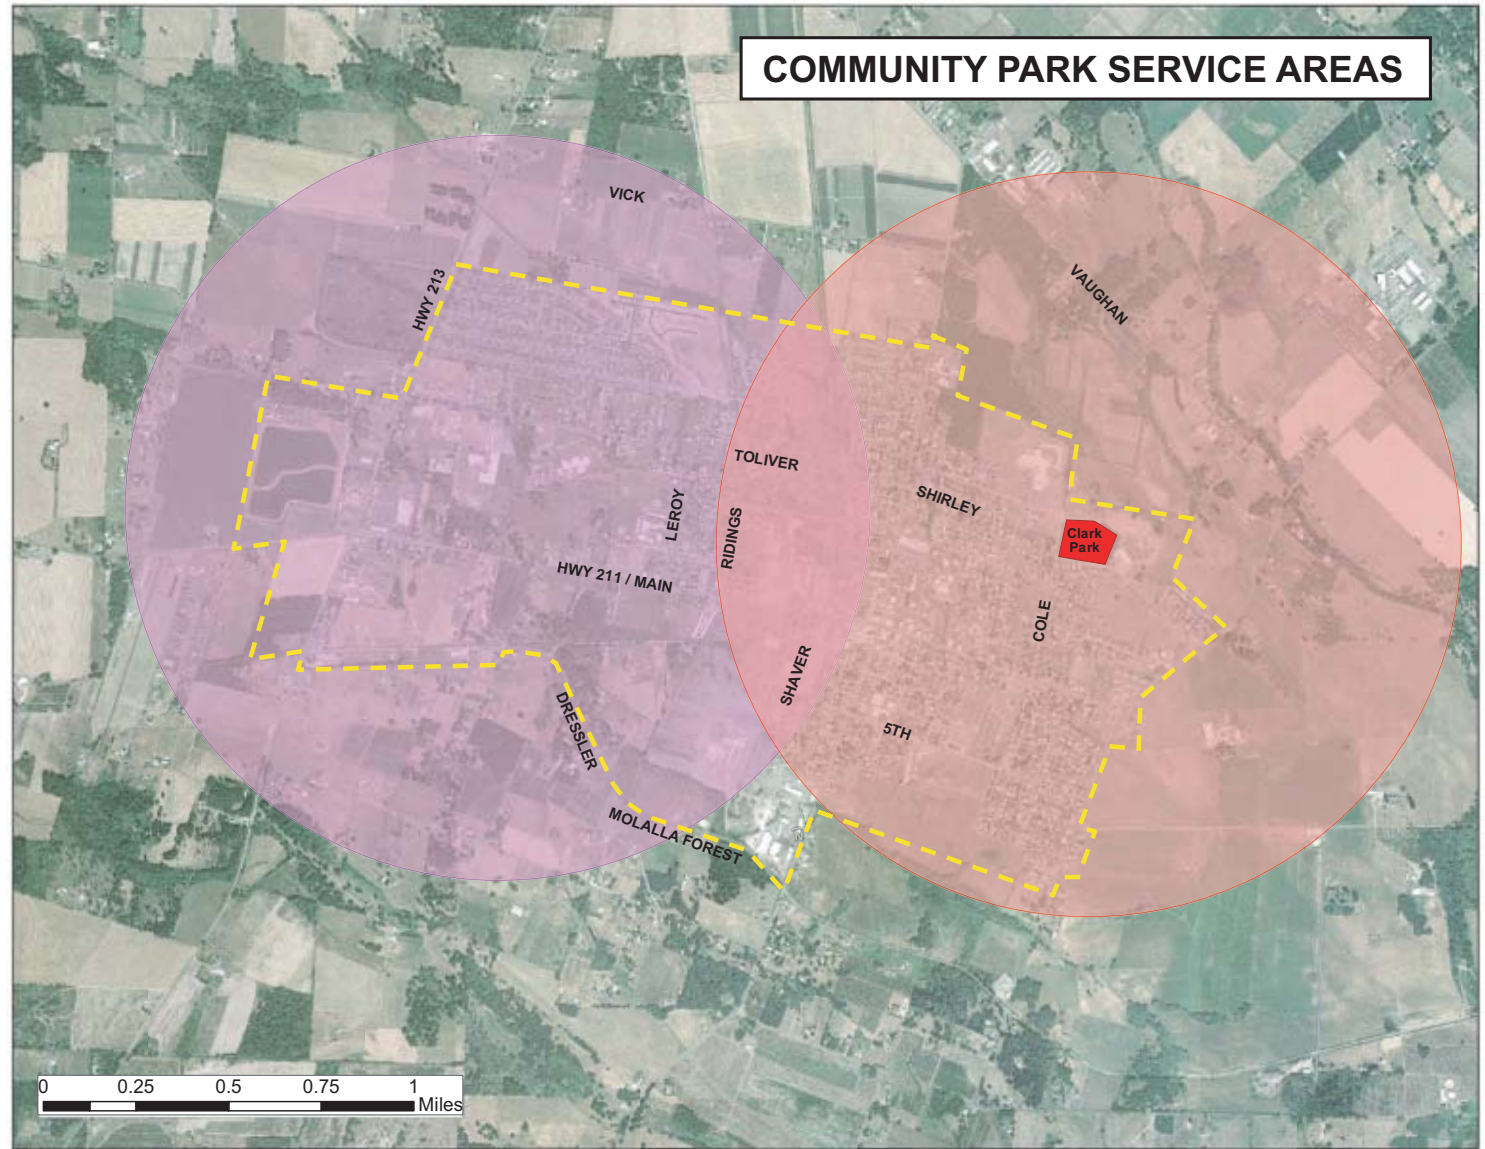 COMMUNITY PARK SERVICE AREAS
VICK
HWY 213
VAUGHAN
TOLIVER
LEROY
RIDINGS
SHIRLEY
Clark
Park
HWY 211 / MAIN
COLE
SHAVER
DRESSLER
5TH
MOLALLA FOREST
0 0.25 0.5 0.75 1
Miles